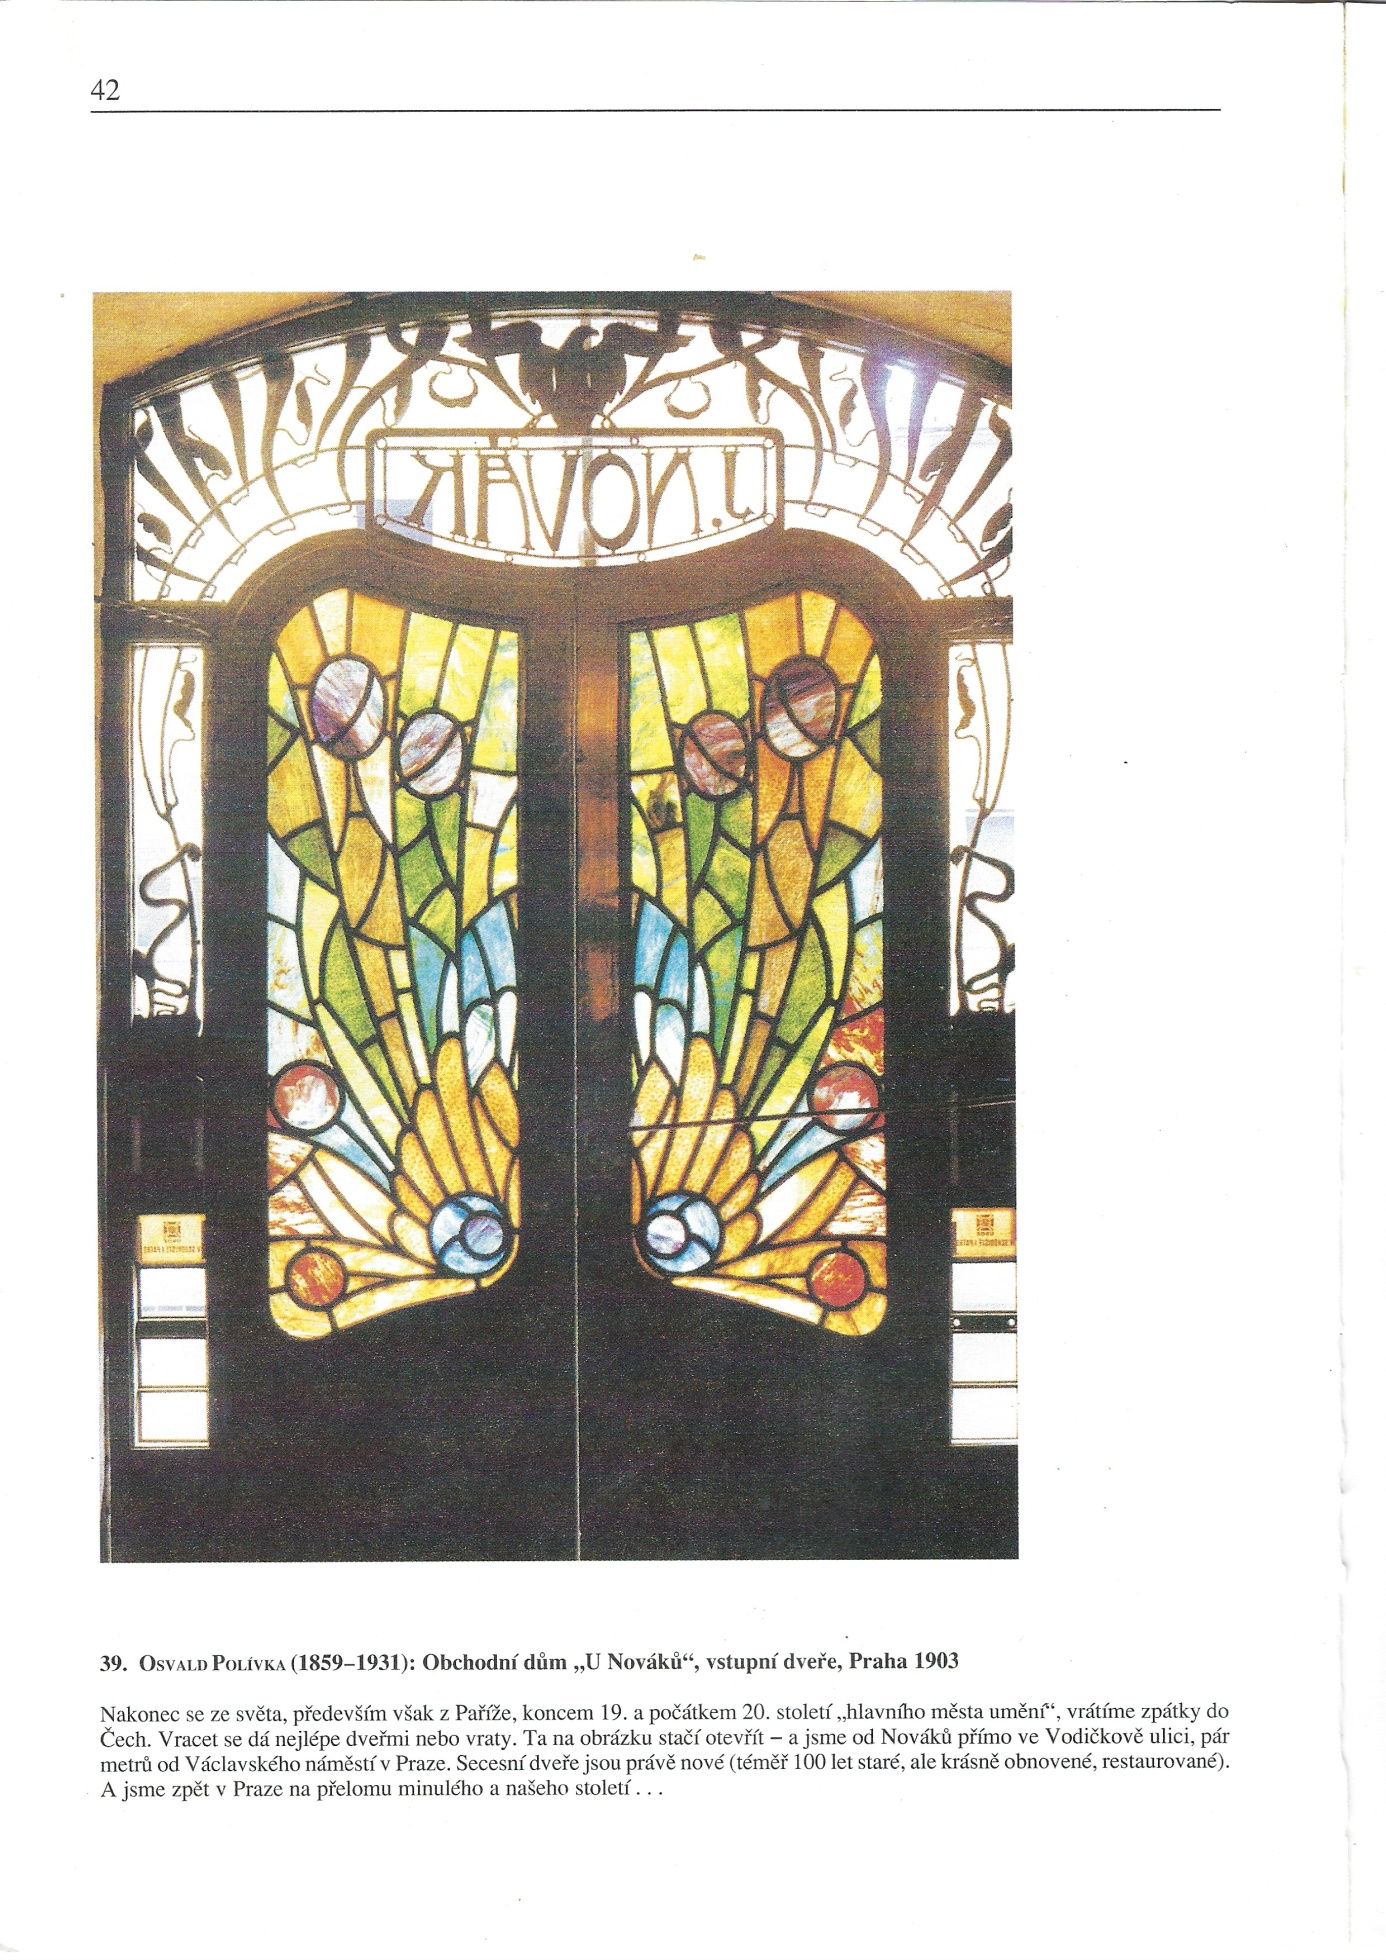 42
J. NOVÁK
39. OSVALD POLÍVKA (1859–1931): Obchodní dům „U Nováků“, vstupní dveře, Praha 1903
Nakonec se ze světa, především však z Paříže, koncem 19. a počátkem 20. století „hlavního města umění“, vrátíme zpátky do
Čech. Vracet se dá nejlépe dveřmi nebo vraty. Ta na obrázku stačí otevřít – a jsme od Nováků přímo ve Vodičkově ulici, pár
metrů od Václavského náměstí v Praze. Secesní dveře jsou právě nové (téměř 100 let staré, ale krásně obnovené, restaurované).
A jsme zpět v Praze na přelomu minulého a našeho století . . .